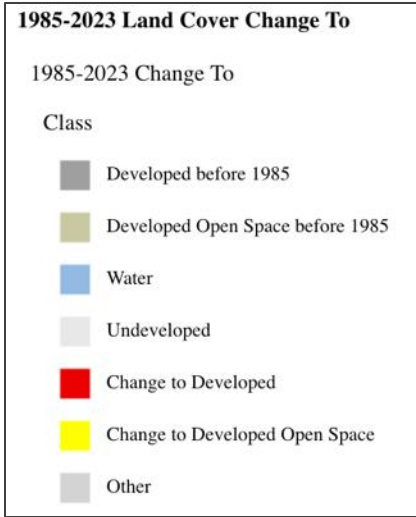 1985-2023 Land Cover Change To
1985-2023 Change To
Class
Developed before 1985
Developed Open Space before 1985
Water
Undeveloped
Change to Developed
Change to Developed Open Space
Other